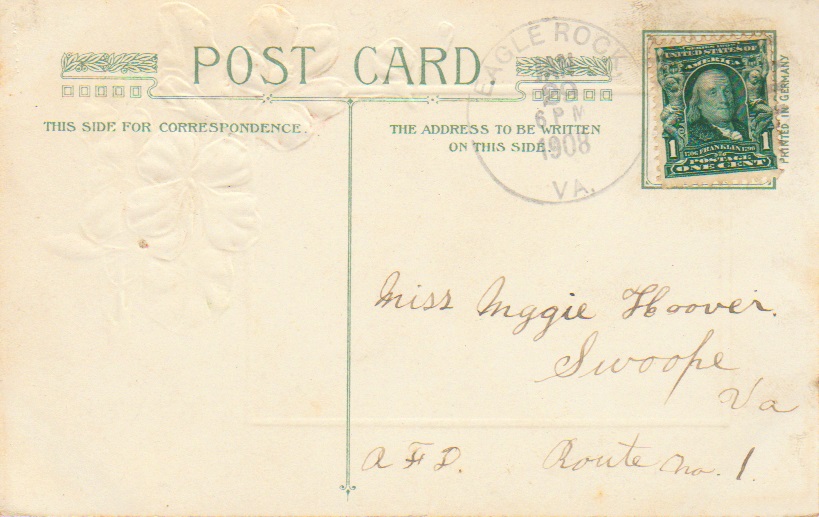 POST CARD.
THIS SIDE FOR CORRESPONDENCE.
THE ADDRESS TO BE WRITTEN
ON THIS SIDE.
EAGLE ROCK
6 PM
1908
VA.
UNITED STATES OF
AMERICA
1 FRANKLIN 1
POSTAGE
ONE CENT
PRINTED IN GERMANY
Miss Maggie Hoover.
Swoope
Va
R F D. Route No. 1.